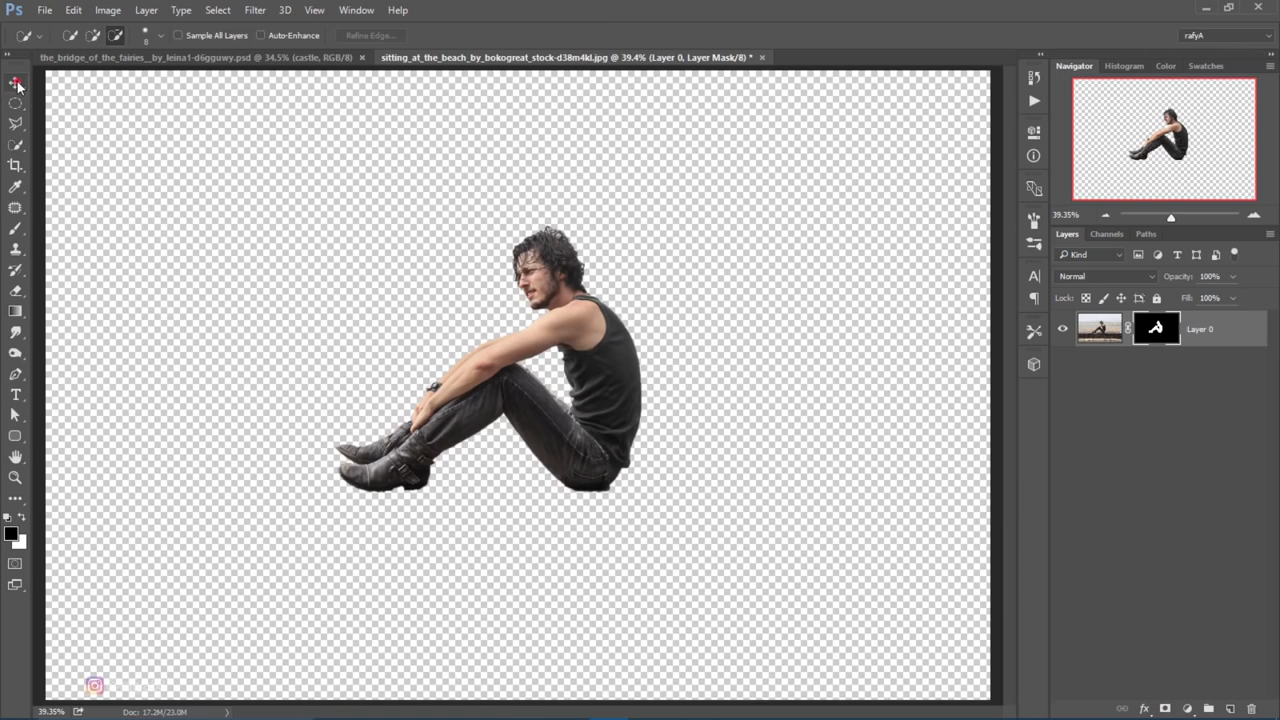 Ps File Edit Image Layer Type Select Filter 3D View Window Help
8 Sample All Layers Auto-Enhance Refine Edge... rafyA
the_bridge_of_the_fairies__by_leina1-d6gguwy.psd @ 34.5% (castle, RGB/8) × sitting_at_the_beach_by_bokogreat_stock-d38m4kl.jpg @ 39.4% (Layer 0, Layer Mask/8) * ×
Navigator Histogram Color Swatches
39.35%
Layers Channels Paths
Kind
Normal Opacity: 100%
Lock: Fill: 100%
Layer 0
39.35% Doc: 17.2M/23.0M